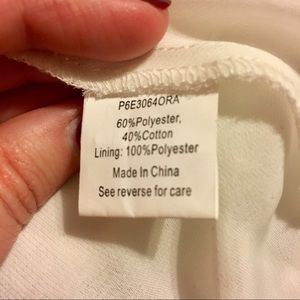 P6E3064ORA
60%Polyester,
40%Cotton
Lining: 100%Polyester
Made In China
See reverse for care